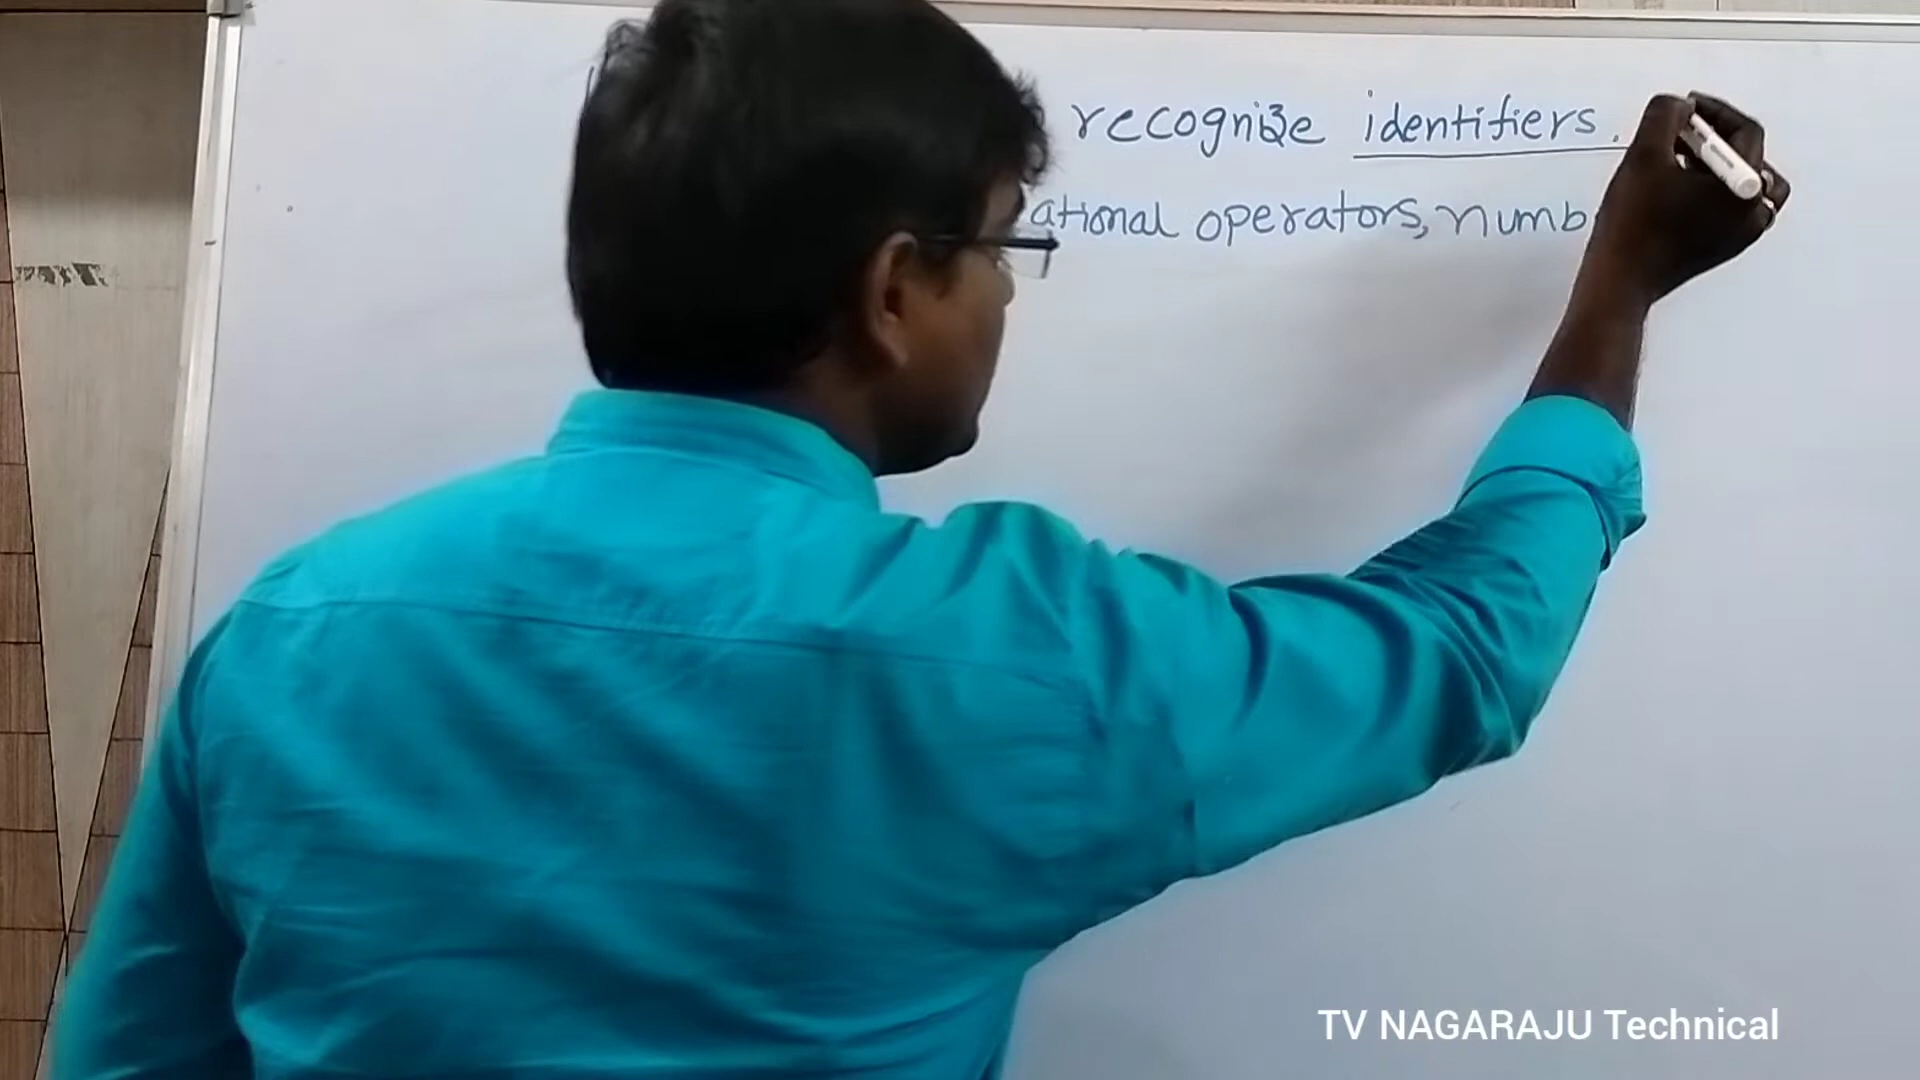 recognize identifiers.
ational operators, numb
TV NAGARAJU Technical